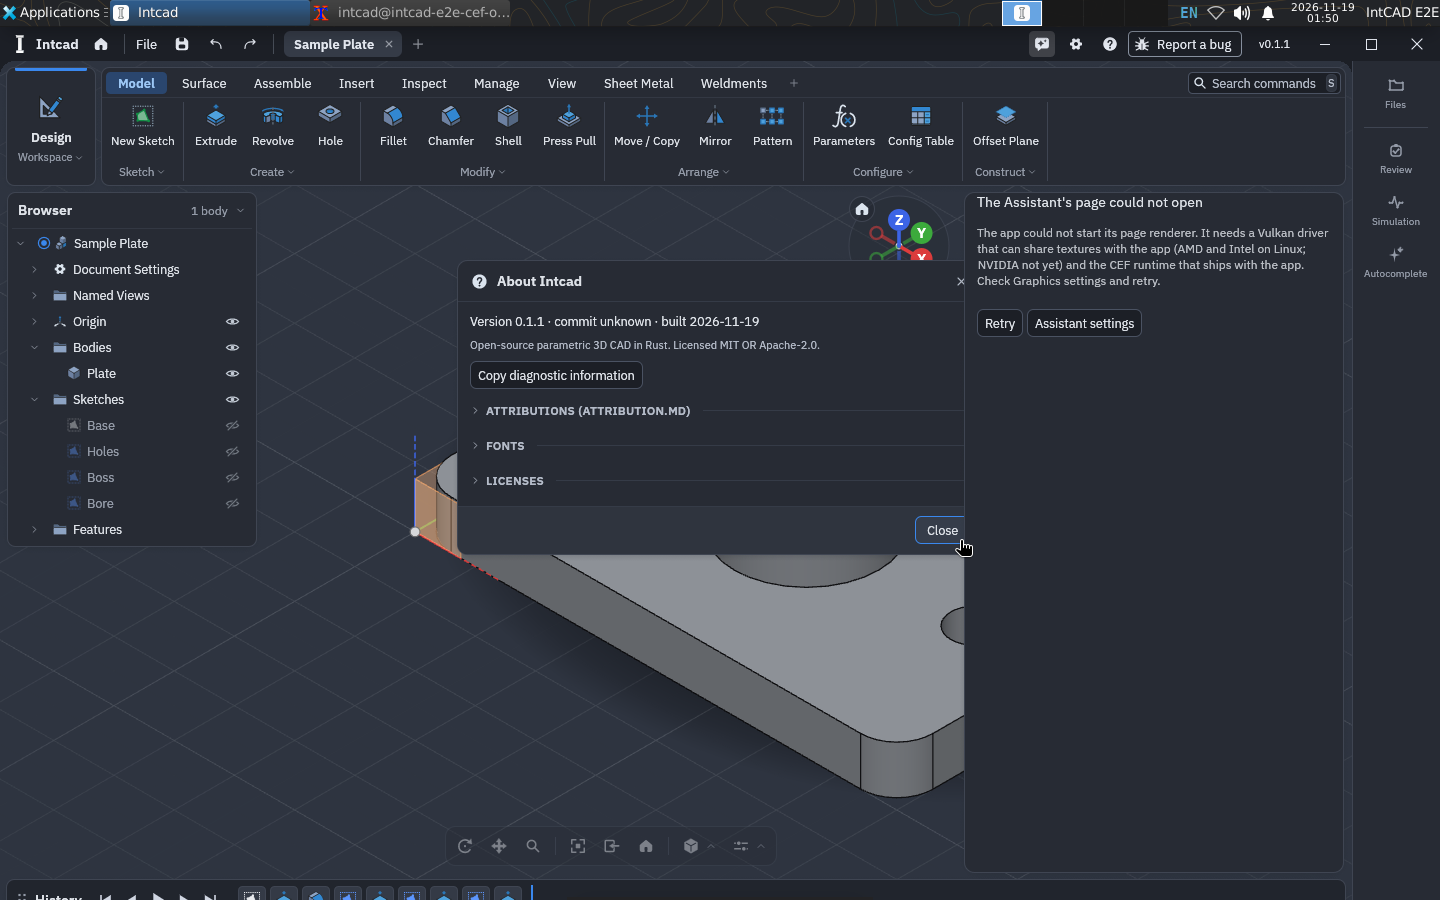 Applications
Intcad
intcad@intcad-e2e-cef-o...
EN
2026-11-19
01:50
IntCAD E2E
Intcad
File
Sample Plate
Report a bug
v0.1.1
Design
Workspace
Model
Surface
Assemble
Insert
Inspect
Manage
View
Sheet Metal
Weldments
Search commands
S
New Sketch
Extrude
Revolve
Hole
Fillet
Chamfer
Shell
Press Pull
Move / Copy
Mirror
Pattern
Parameters
Config Table
Offset Plane
Sketch
Create
Modify
Arrange
Configure
Construct
Files
Review
Simulation
Autocomplete
Browser
1 body
Sample Plate
Document Settings
Named Views
Origin
Bodies
Plate
Sketches
Base
Holes
Boss
Bore
Features
Z
Y
X
About Intcad
Version 0.1.1 · commit unknown · built 2026-11-19
Open-source parametric 3D CAD in Rust. Licensed MIT OR Apache-2.0.
Copy diagnostic information
ATTRIBUTIONS (ATTRIBUTION.MD)
FONTS
LICENSES
Close
The Assistant's page could not open
The app could not start its page renderer. It needs a Vulkan driver
that can share textures with the app (AMD and Intel on Linux;
NVIDIA not yet) and the CEF runtime that ships with the app.
Check Graphics settings and retry.
Retry
Assistant settings
History